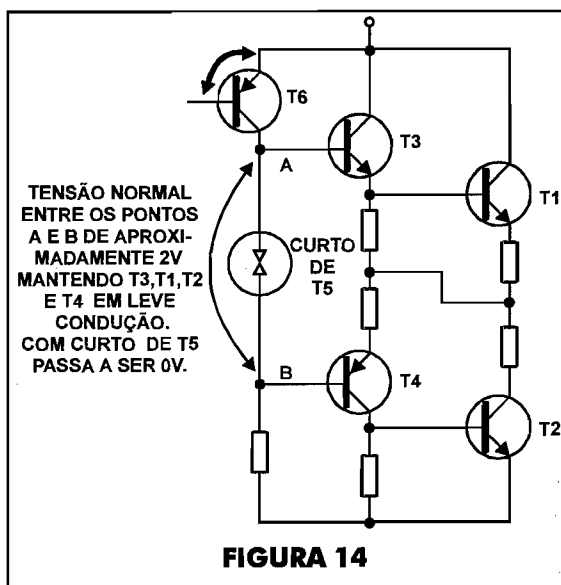 T6
T3
A
T1
TENSÃO NORMAL
ENTRE OS PONTOS
A E B DE APROXI-
MADAMENTE 2V
MANTENDO T3,T1,T2
E T4 EM LEVE
CONDUÇÃO.
COM CURTO DE T5
PASSA A SER 0V.
CURTO
DE
T5
B
T4
T2
FIGURA 14